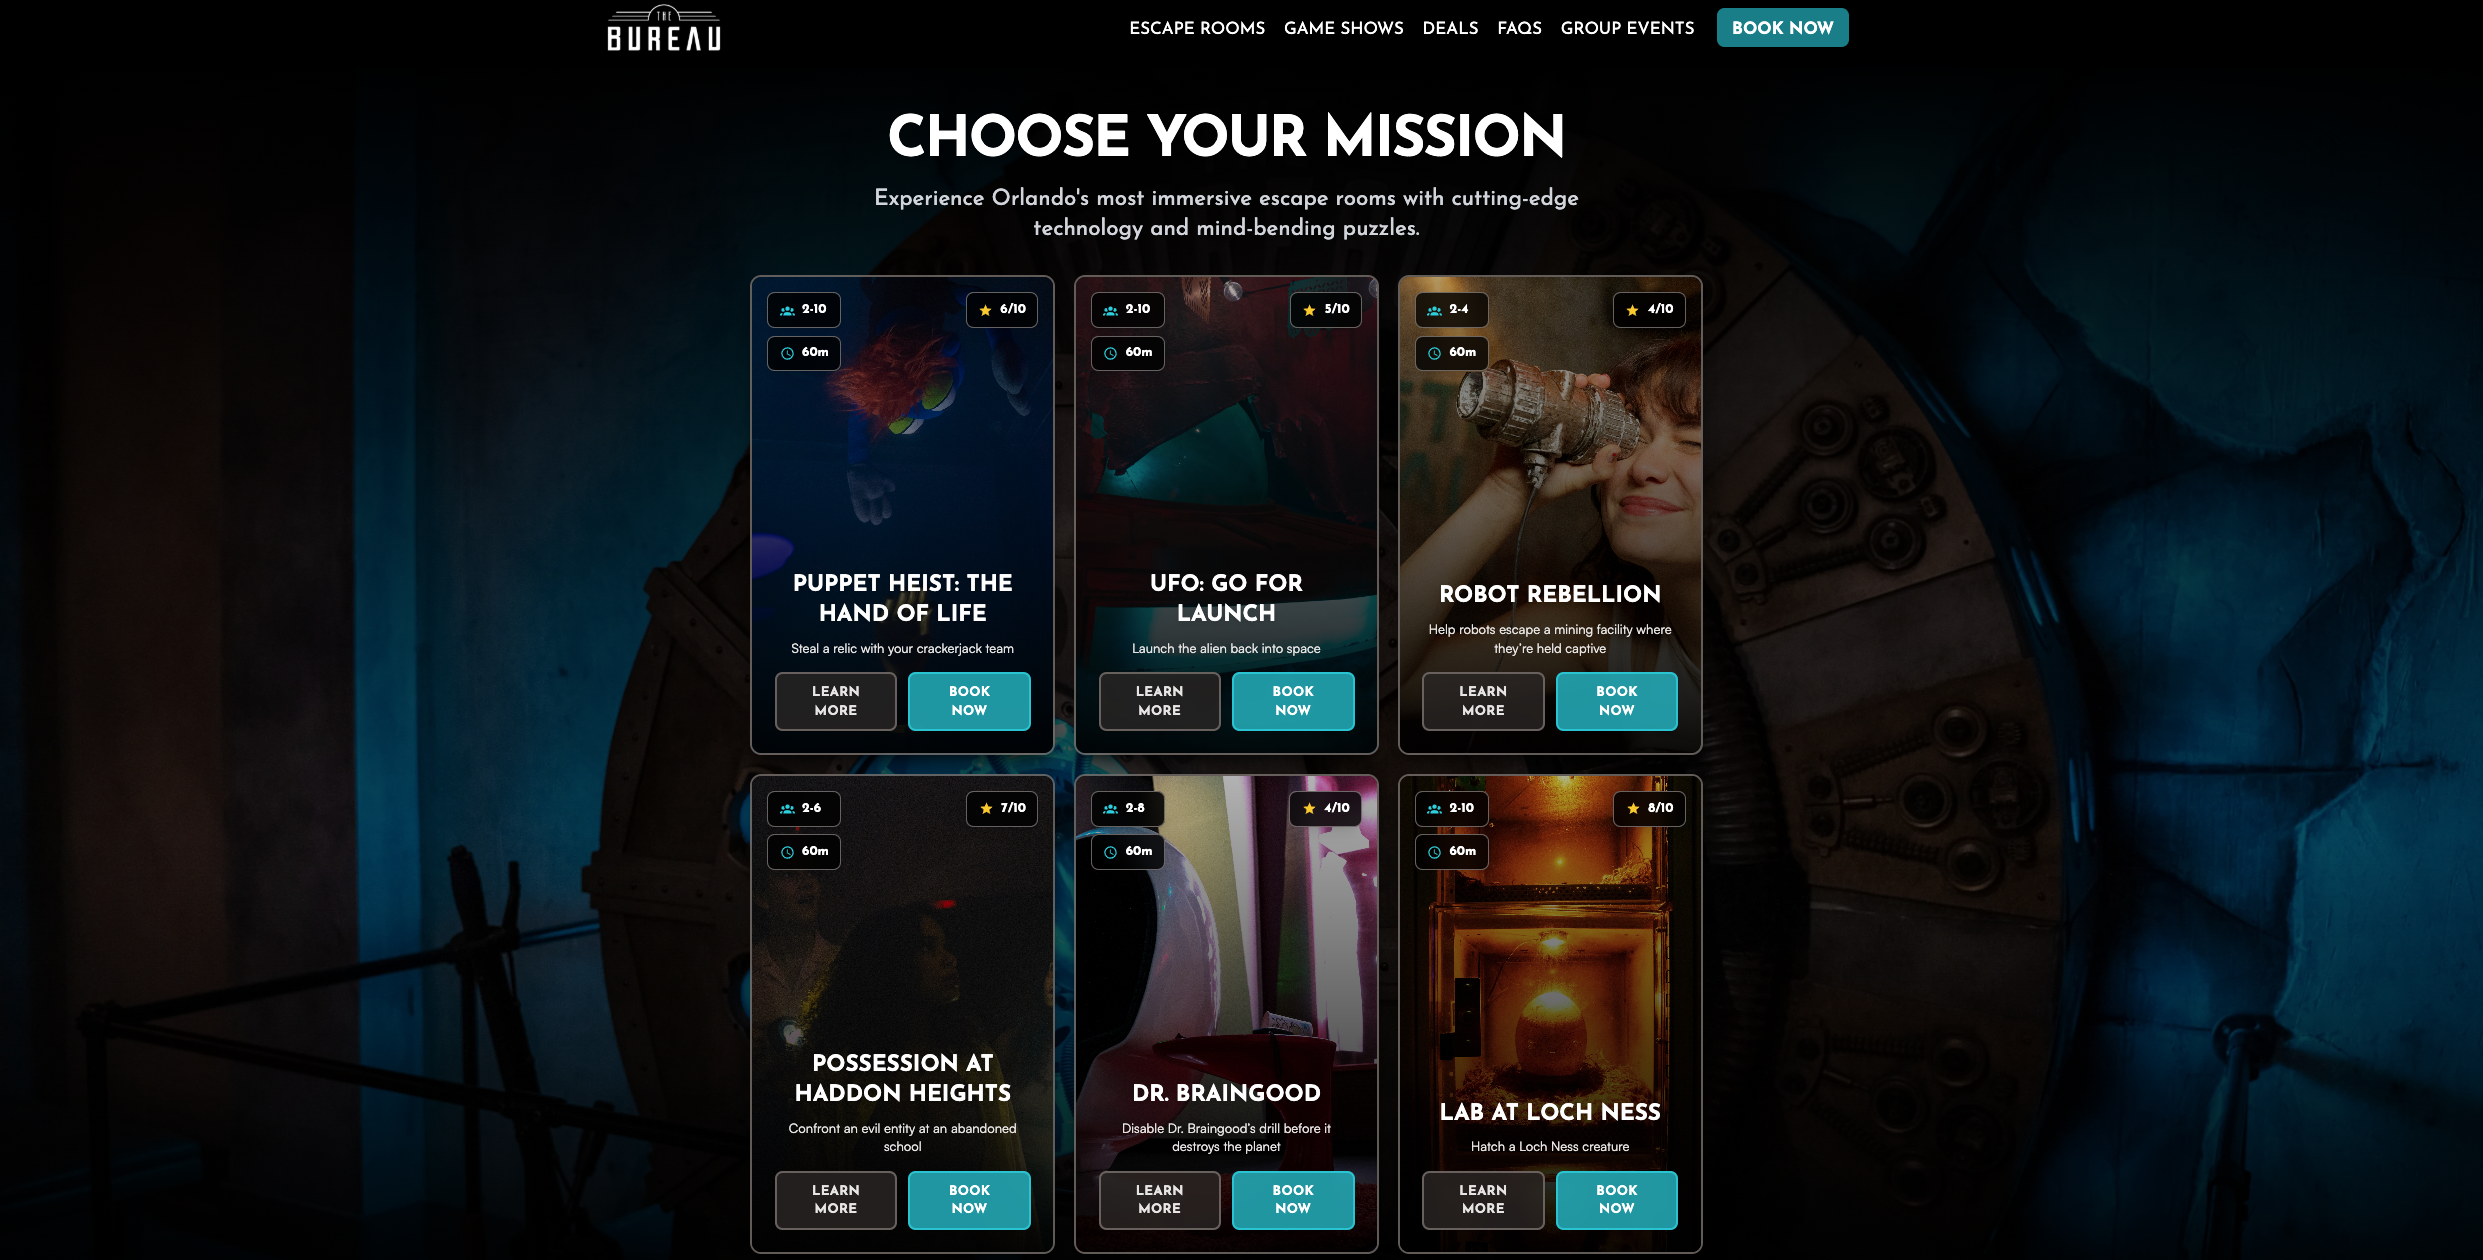 THE
BUREAU
ESCAPE ROOMS GAME SHOWS DEALS FAQS GROUP EVENTS BOOK NOW
CHOOSE YOUR MISSION
Experience Orlando's most immersive escape rooms with cutting-edge
technology and mind-bending puzzles.
2-10
6/10
60m
PUPPET HEIST: THE
HAND OF LIFE
Steal a relic with your crackerjack team
LEARN
MORE
BOOK
NOW
2-10
5/10
60m
UFO: GO FOR
LAUNCH
Launch the alien back into space
LEARN
MORE
BOOK
NOW
2-4
4/10
60m
ROBOT REBELLION
Help robots escape a mining facility where
they're held captive
LEARN
MORE
BOOK
NOW
2-6
7/10
60m
POSSESSION AT
HADDON HEIGHTS
Confront an evil entity at an abandoned
school
LEARN
MORE
BOOK
NOW
2-8
4/10
60m
DR. BRAINGOOD
Disable Dr. Braingood's drill before it
destroys the planet
LEARN
MORE
BOOK
NOW
2-10
8/10
60m
LAB AT LOCH NESS
Hatch a Loch Ness creature
LEARN
MORE
BOOK
NOW